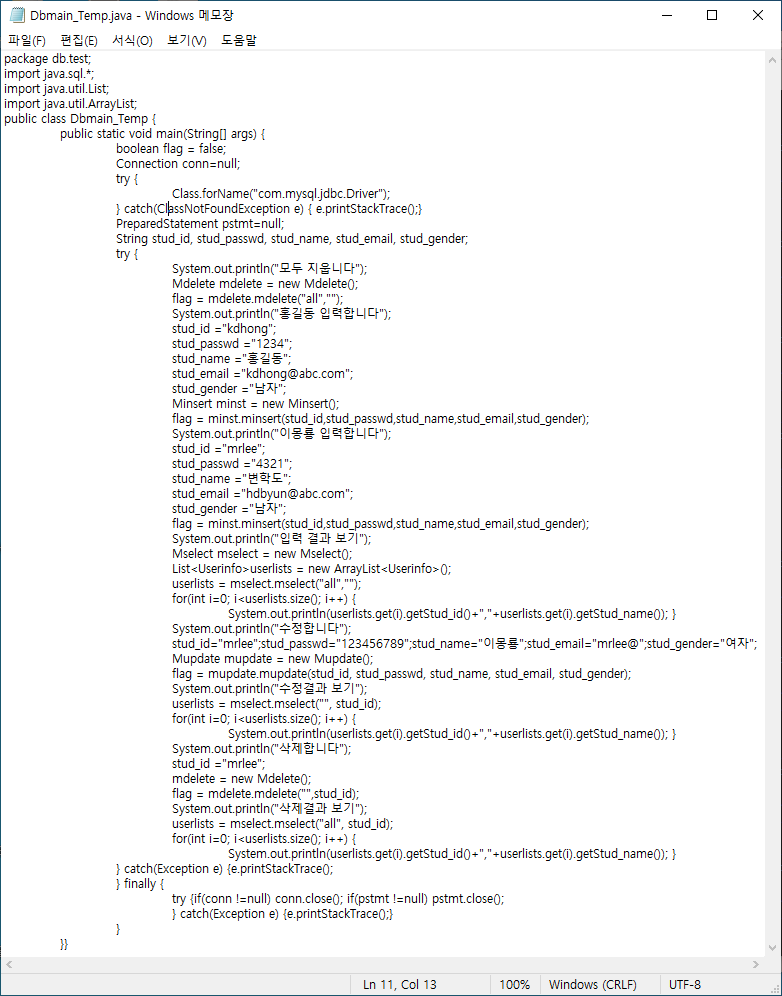 Dbmain_Temp.java - Windows 메모장
파일(F) 편집(E) 서식(O) 보기(V) 도움말
package db.test;
import java.sql.*;
import java.util.List;
import java.util.ArrayList;
public class Dbmain_Temp {
public static void main(String[] args) {
boolean flag = false;
Connection conn=null;
try {
Class.forName("com.mysql.jdbc.Driver");
} catch(ClassNotFoundException e) { e.printStackTrace();}
PreparedStatement pstmt=null;
String stud_id, stud_passwd, stud_name, stud_email, stud_gender;
try {
System.out.println("모두 지웁니다");
Mdelete mdelete = new Mdelete();
flag = mdelete.mdelete("all","");
System.out.println("홍길동 입력합니다");
stud_id ="kdhong";
stud_passwd ="1234";
stud_name ="홍길동";
stud_email ="kdhong@abc.com";
stud_gender ="남자";
Minsert minst = new Minsert();
flag = minst.minsert(stud_id,stud_passwd,stud_name,stud_email,stud_gender);
System.out.println("이몽룡 입력합니다");
stud_id ="mrlee";
stud_passwd ="4321";
stud_name ="변학도";
stud_email ="hdbyun@abc.com";
stud_gender ="남자";
flag = minst.minsert(stud_id,stud_passwd,stud_name,stud_email,stud_gender);
System.out.println("입력 결과 보기");
Mselect mselect = new Mselect();
List<Userinfo>userlists = new ArrayList<Userinfo>();
userlists = mselect.mselect("all","");
for(int i=0; i<userlists.size(); i++) {
System.out.println(userlists.get(i).getStud_id()+","+userlists.get(i).getStud_name()); }
System.out.println("수정합니다");
stud_id="mrlee";stud_passwd="123456789";stud_name="이몽룡";stud_email="mrlee@";stud_gender="여자";
Mupdate mupdate = new Mupdate();
flag = mupdate.mupdate(stud_id, stud_passwd, stud_name, stud_email, stud_gender);
System.out.println("수정결과 보기");
userlists = mselect.mselect("", stud_id);
for(int i=0; i<userlists.size(); i++) {
System.out.println(userlists.get(i).getStud_id()+","+userlists.get(i).getStud_name()); }
System.out.println("삭제합니다");
stud_id ="mrlee";
mdelete = new Mdelete();
flag = mdelete.mdelete("",stud_id);
System.out.println("삭제결과 보기");
userlists = mselect.mselect("all", stud_id);
for(int i=0; i<userlists.size(); i++) {
System.out.println(userlists.get(i).getStud_id()+","+userlists.get(i).getStud_name()); }
} catch(Exception e) {e.printStackTrace();
} finally {
try {if(conn !=null) conn.close(); if(pstmt !=null) pstmt.close();
} catch(Exception e) {e.printStackTrace();}
}
}}
Ln 11, Col 13 100% Windows (CRLF) UTF-8